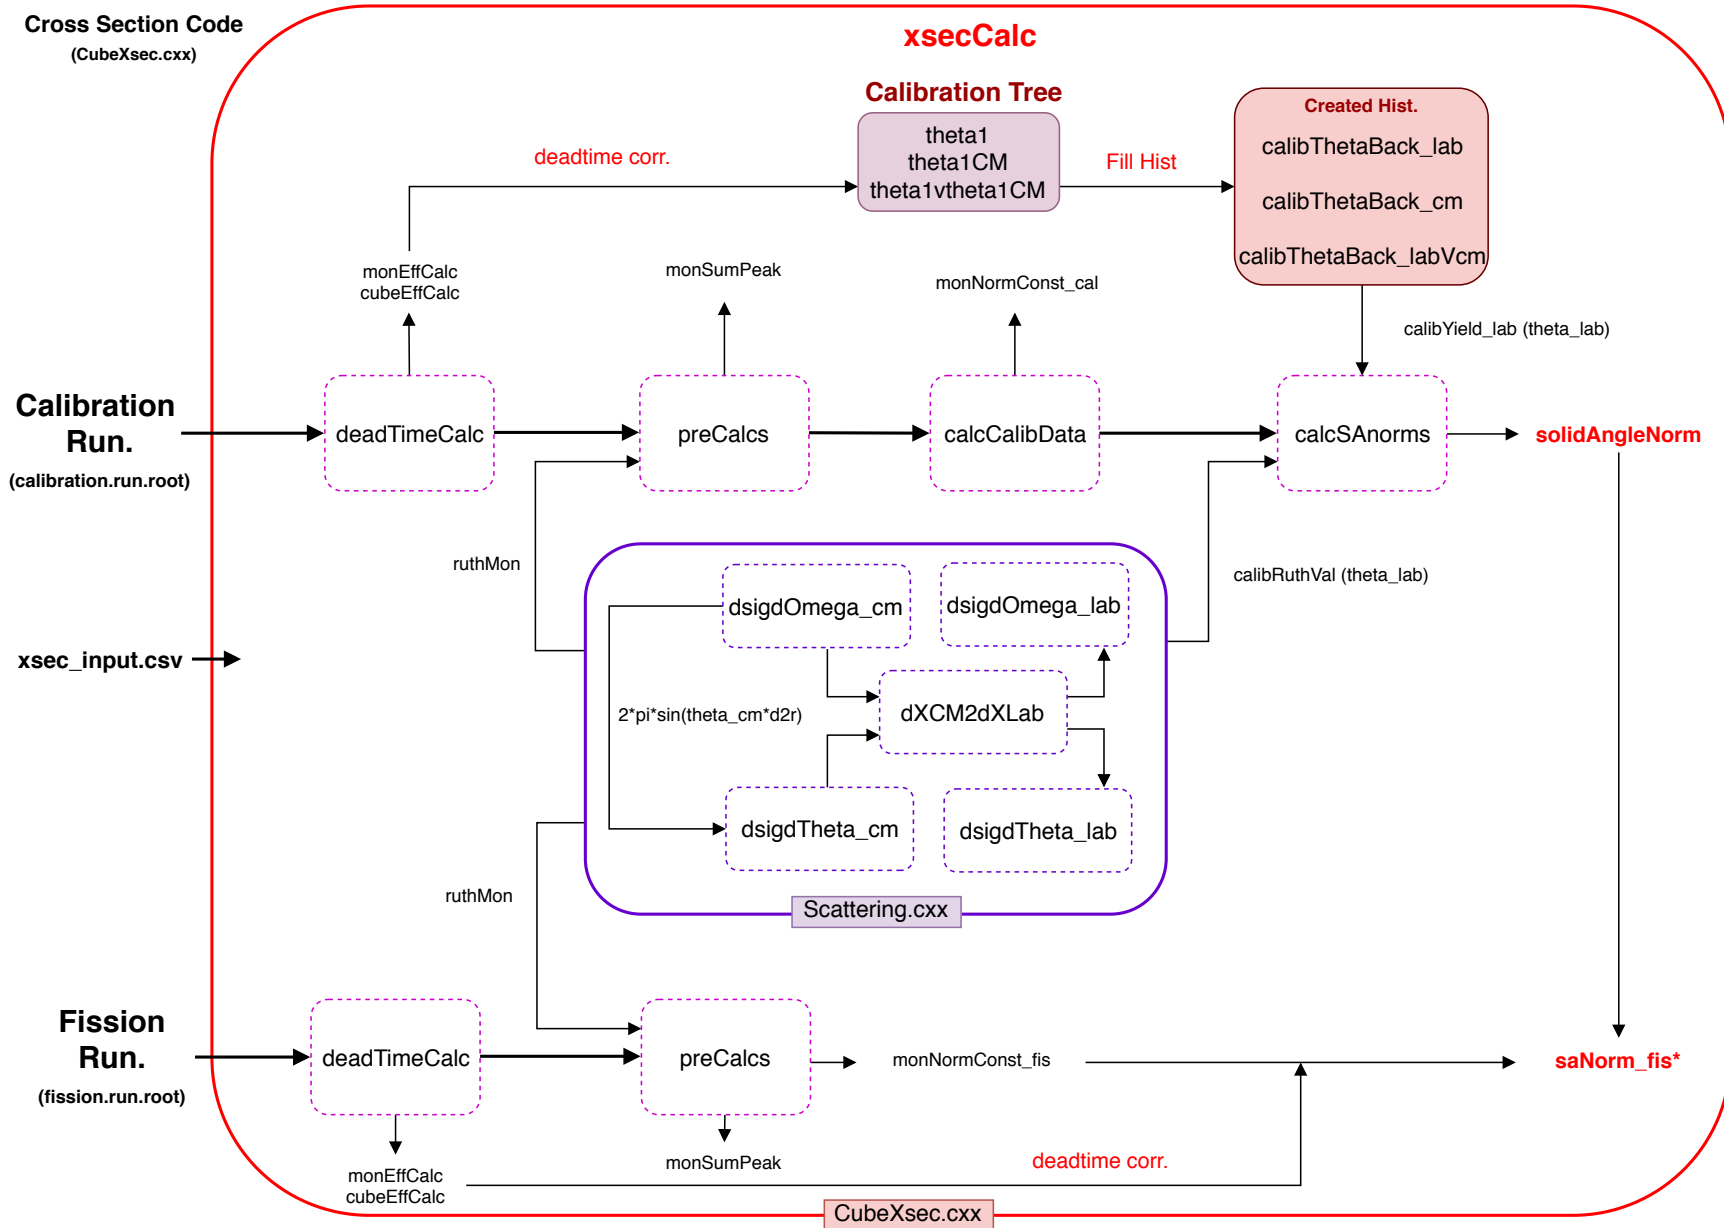 Cross Section Code
(CubeXsec.cxx)
xsecCalc
Calibration Tree
theta1
theta1CM
theta1vtheta1CM
deadtime corr.
Fill Hist
Created Hist.
calibThetaBack_lab
calibThetaBack_cm
calibThetaBack_labVcm
monEffCalc
cubeEffCalc
monSumPeak
monNormConst_cal
calibYield_lab (theta_lab)
Calibration
Run.
(calibration.run.root)
deadTimeCalc
preCalcs
calcCalibData
calcSAnorms
solidAngleNorm
ruthMon
calibRuthVal (theta_lab)
dsigdOmega_cm
dsigdOmega_lab
xsec_input.csv
2*pi*sin(theta_cm*d2r)
dXCM2dXLab
dsigdTheta_cm
dsigdTheta_lab
ruthMon
Scattering.cxx
Fission
Run.
(fission.run.root)
deadTimeCalc
preCalcs
monNormConst_fis
saNorm_fis*
monEffCalc
cubeEffCalc
monSumPeak
deadtime corr.
CubeXsec.cxx